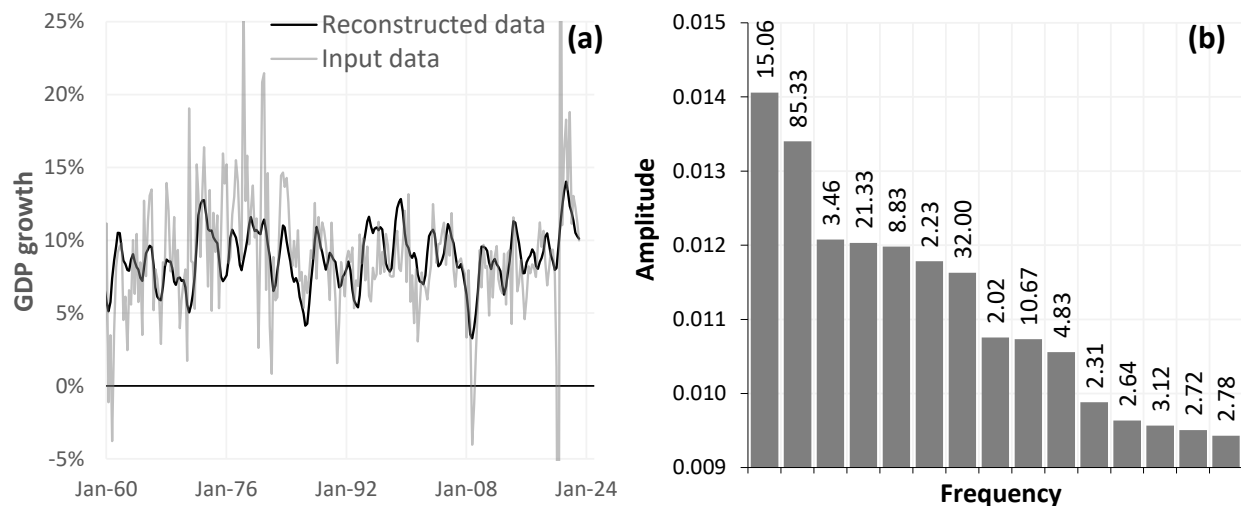 Reconstructed data
Input data
(a)
GDP growth
25%
20%
15%
10%
5%
0%
-5%
Jan-60
Jan-76
Jan-92
Jan-08
Jan-24
(b)
Amplitude
0.015
0.014
0.013
0.012
0.011
0.010
0.009
15.06
85.33
3.46
21.33
8.83
2.23
32.00
2.02
10.67
4.83
2.31
2.64
3.12
2.72
2.78
Frequency